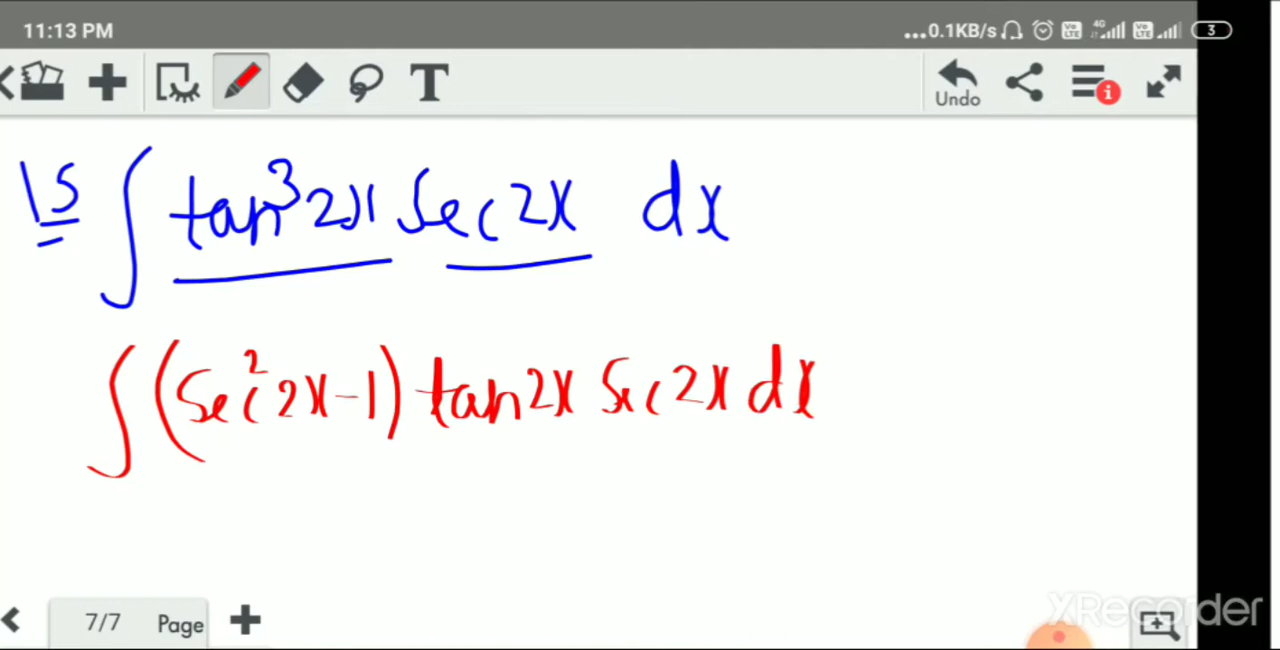 11:13 PM
...0.1KB/s 4G 3
T Undo
15 ∫ tan³2x sec2x dx
∫ (sec²2x-1) tan2x sec2x dx
7/7 Page
XRecorder